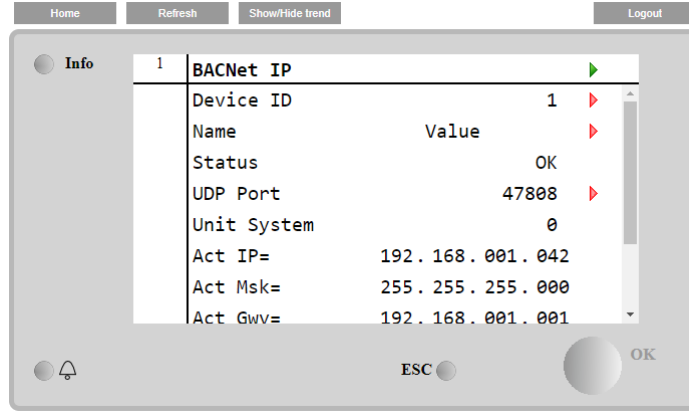 Home Refresh Show/Hide trend Logout
Info 1 BACNet IP
Device ID 1
Name Value
Status OK
UDP Port 47808
Unit System 0
Act IP= 192.168.001.042
Act Msk= 255.255.255.000
Act Gwy= 192.168.001.001
ESC OK